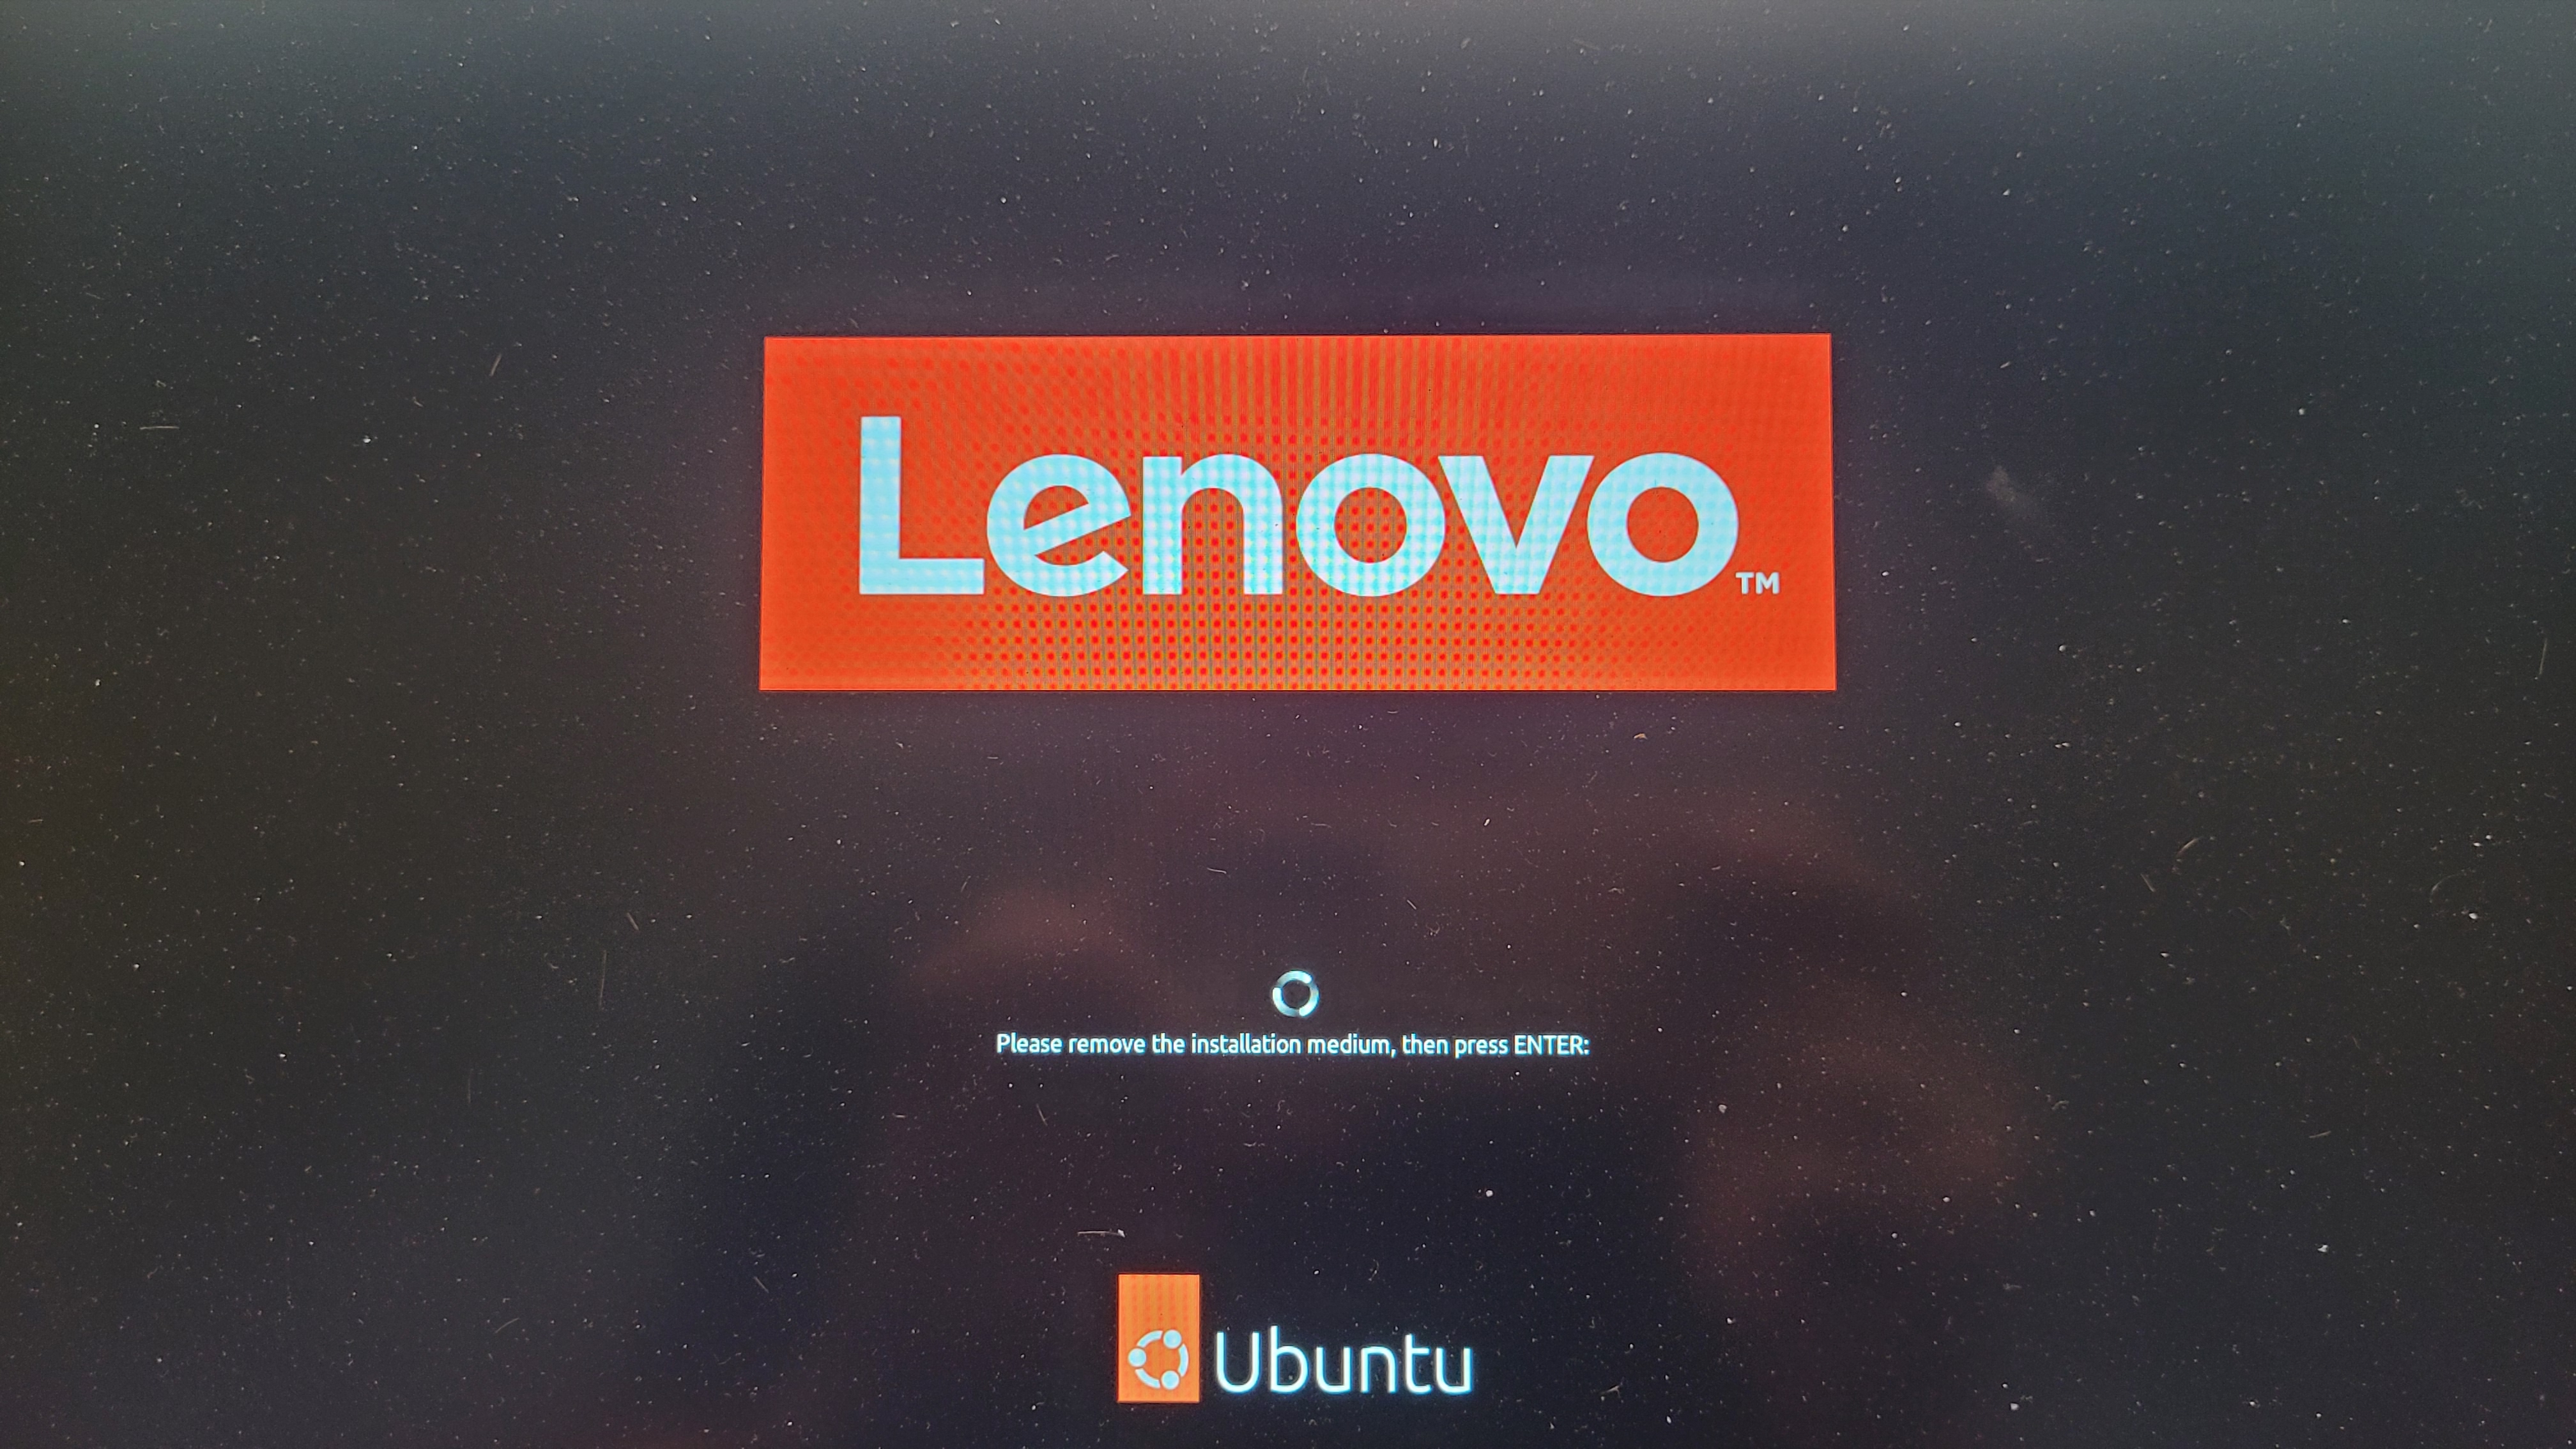 Lenovo™
Please remove the installation medium, then press ENTER:
Ubuntu